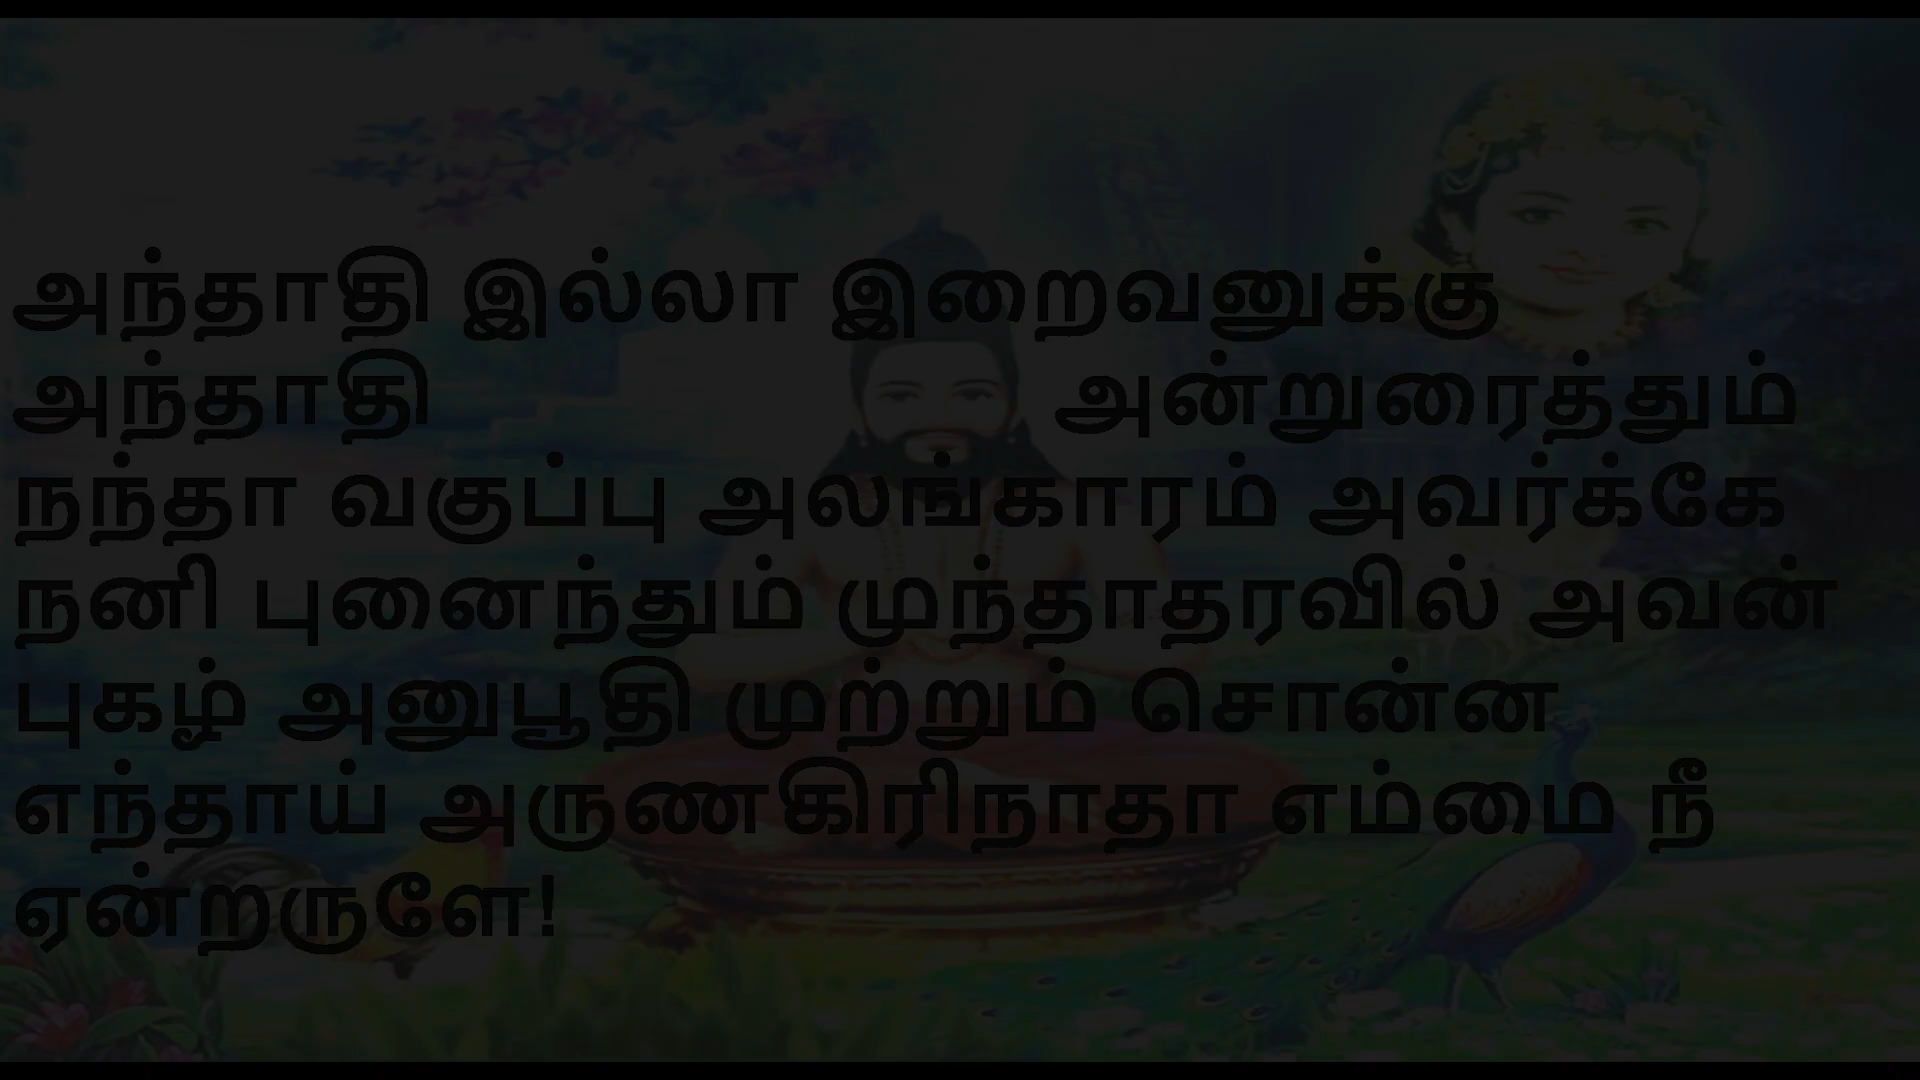 அந்தாதி இல்லா இறைவனுக்கு
அந்தாதி அன்றுரைத்தும்
நந்தா வகுப்பு அலங்காரம் அவர்க்கே
நனி புனைந்தும் முந்தாதரவில் அவன்
புகழ் அனுபூதி முற்றும் சொன்ன
எந்தாய் அருணகிரிநாதா எம்மை நீ
ஏன்றருளே!